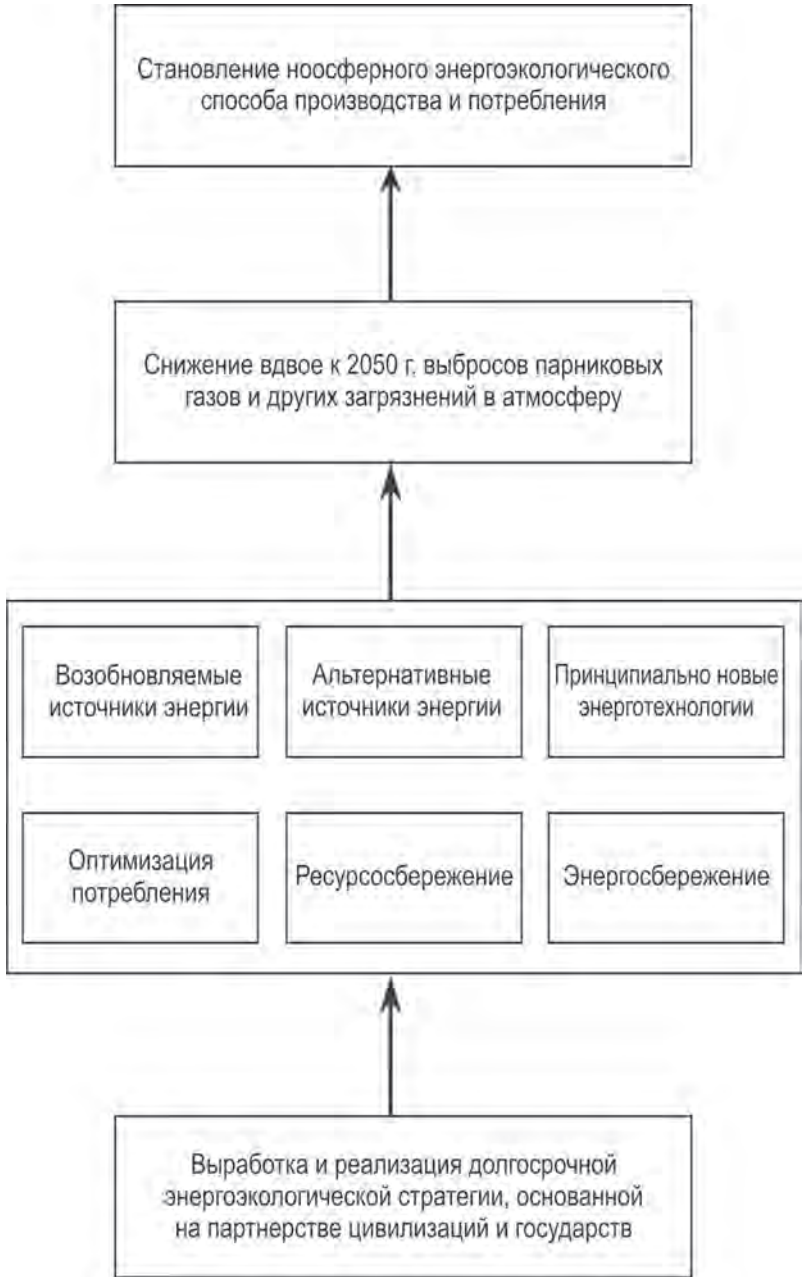 Становление ноосферного энергоэкологического
способа производства и потребления
Снижение вдвое к 2050 г. выбросов парниковых
газов и других загрязнений в атмосферу
Возобновляемые
источники энергии
Альтернативные
источники энергии
Принципиально новые
энерготехнологии
Оптимизация
потребления
Ресурсосбережение
Энергосбережение
Выработка и реализация долгосрочной
энергоэкологической стратегии, основанной
на партнерстве цивилизаций и государств